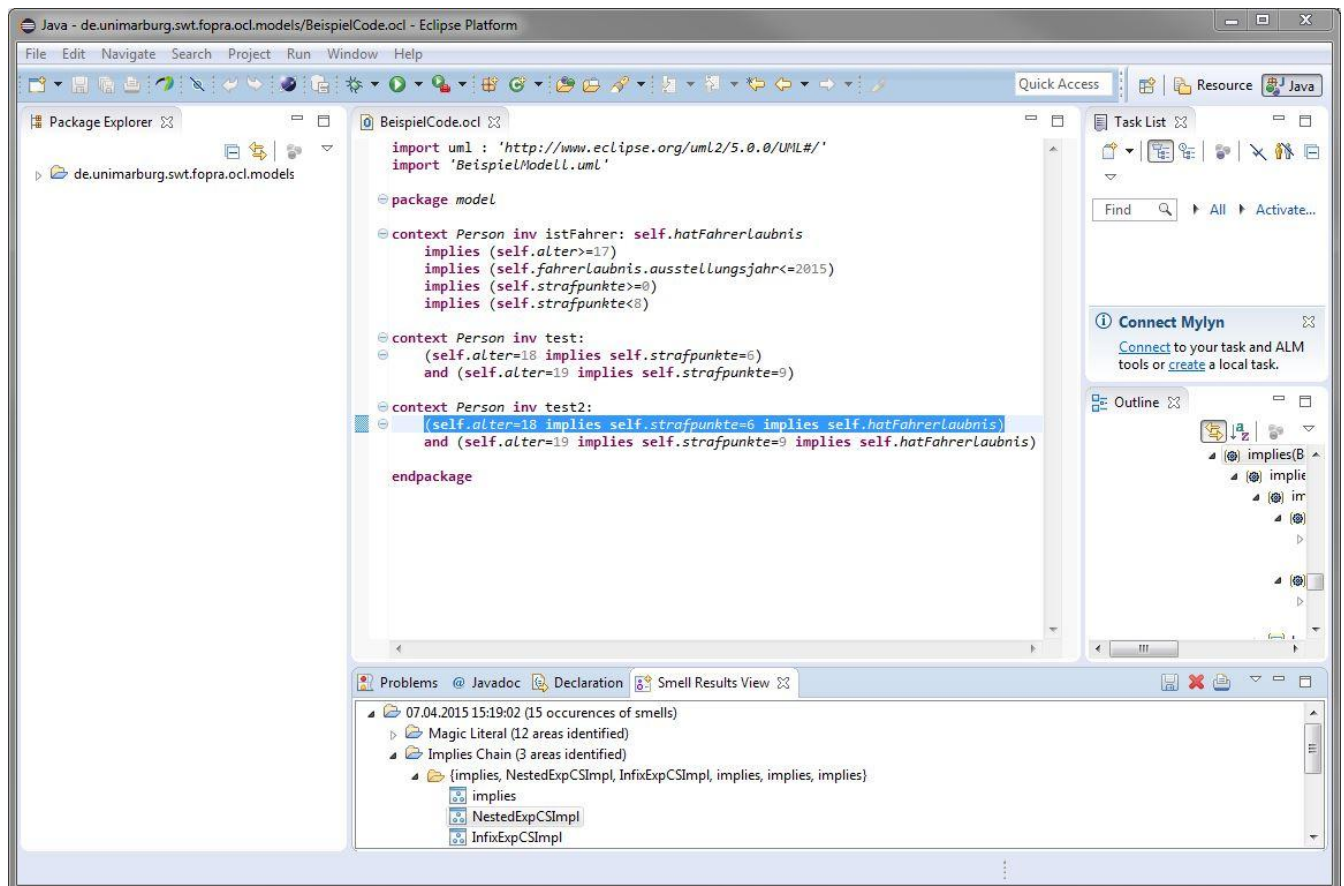 Java - de.unimarburg.swt.fopra.ocl.models/BeispielCode.ocl - Eclipse Platform
File Edit Navigate Search Project Run Window Help
Quick Access
Resource
Java
Package Explorer
de.unimarburg.swt.fopra.ocl.models
BeispielCode.ocl
import uml : 'http://www.eclipse.org/uml2/5.0.0/UML#/'
import 'BeispielModell.uml'
package model
context Person inv istFahrer: self.hatFahrerlaubnis
implies (self.alter>=17)
implies (self.fahrerlaubnis.ausstellungsjahr<=2015)
implies (self.strafpunkte>=0)
implies (self.strafpunkte<8)
context Person inv test:
(self.alter=18 implies self.strafpunkte=6)
and (self.alter=19 implies self.strafpunkte=9)
context Person inv test2:
(self.alter=18 implies self.strafpunkte=6 implies self.hatFahrerlaubnis)
and (self.alter=19 implies self.strafpunkte=9 implies self.hatFahrerlaubnis)
endpackage
Task List
Find All Activate...
Connect Mylyn
Connect to your task and ALM
tools or create a local task.
Outline
implies(B
implie
im
Problems @ Javadoc Declaration Smell Results View
07.04.2015 15:19:02 (15 occurences of smells)
Magic Literal (12 areas identified)
Implies Chain (3 areas identified)
{implies, NestedExpCSImpl, InfixExpCSImpl, implies, implies, implies}
implies
NestedExpCSImpl
InfixExpCSImpl